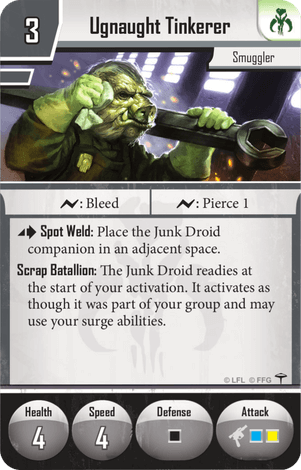 3
Ugnaught Tinkerer
Smuggler
: Bleed
: Pierce 1
Spot Weld: Place the Junk Droid
companion in an adjacent space.
Scrap Batallion: The Junk Droid readies at
the start of your activation. It activates as
though it was part of your group and may
use your surge abilities.
© LFL © FFG
Health
4
Speed
4
Defense
Attack